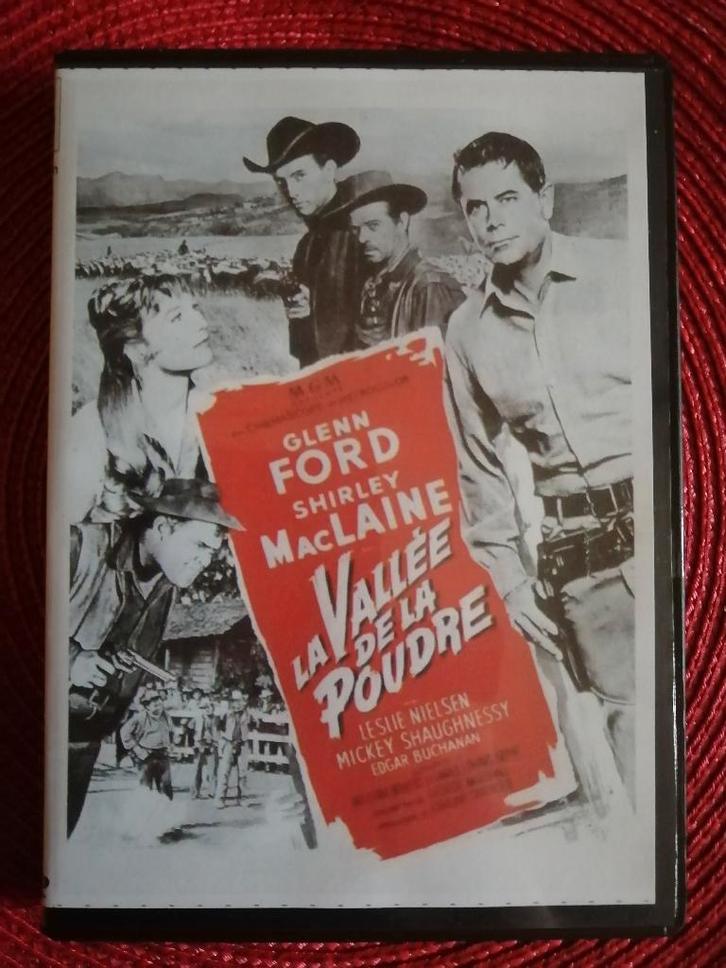 M.G.M
GLENN
FORD
SHIRLEY
MACLAINE
LA VALLÉE
DE LA
POUDRE
LESLIE NIELSEN
MICKEY SHAUGHNESSY
EDGAR BUCHANAN